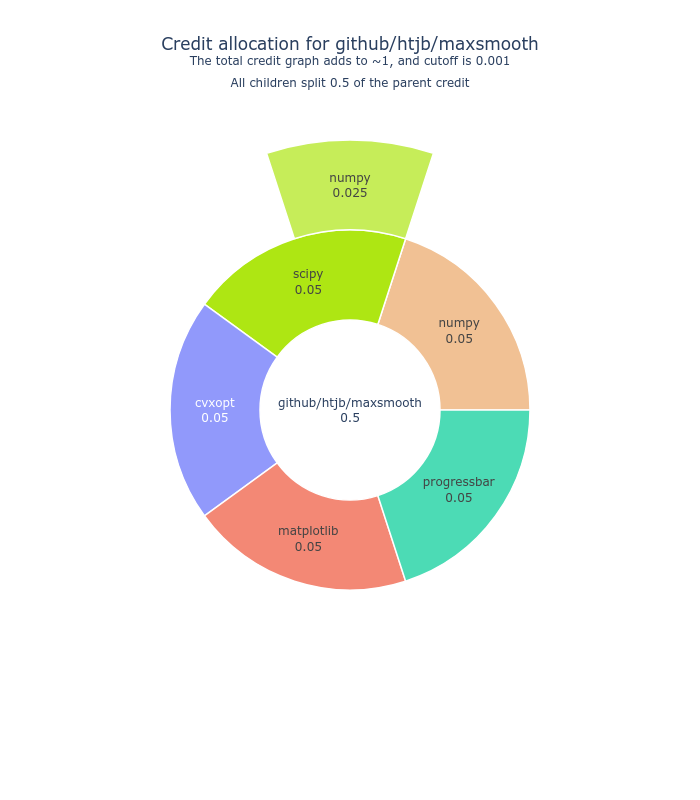 Credit allocation for github/htjb/maxsmooth
The total credit graph adds to ~1, and cutoff is 0.001
All children split 0.5 of the parent credit
numpy
0.025
scipy
0.05
numpy
0.05
cvxopt
0.05
github/htjb/maxsmooth
0.5
progressbar
0.05
matplotlib
0.05